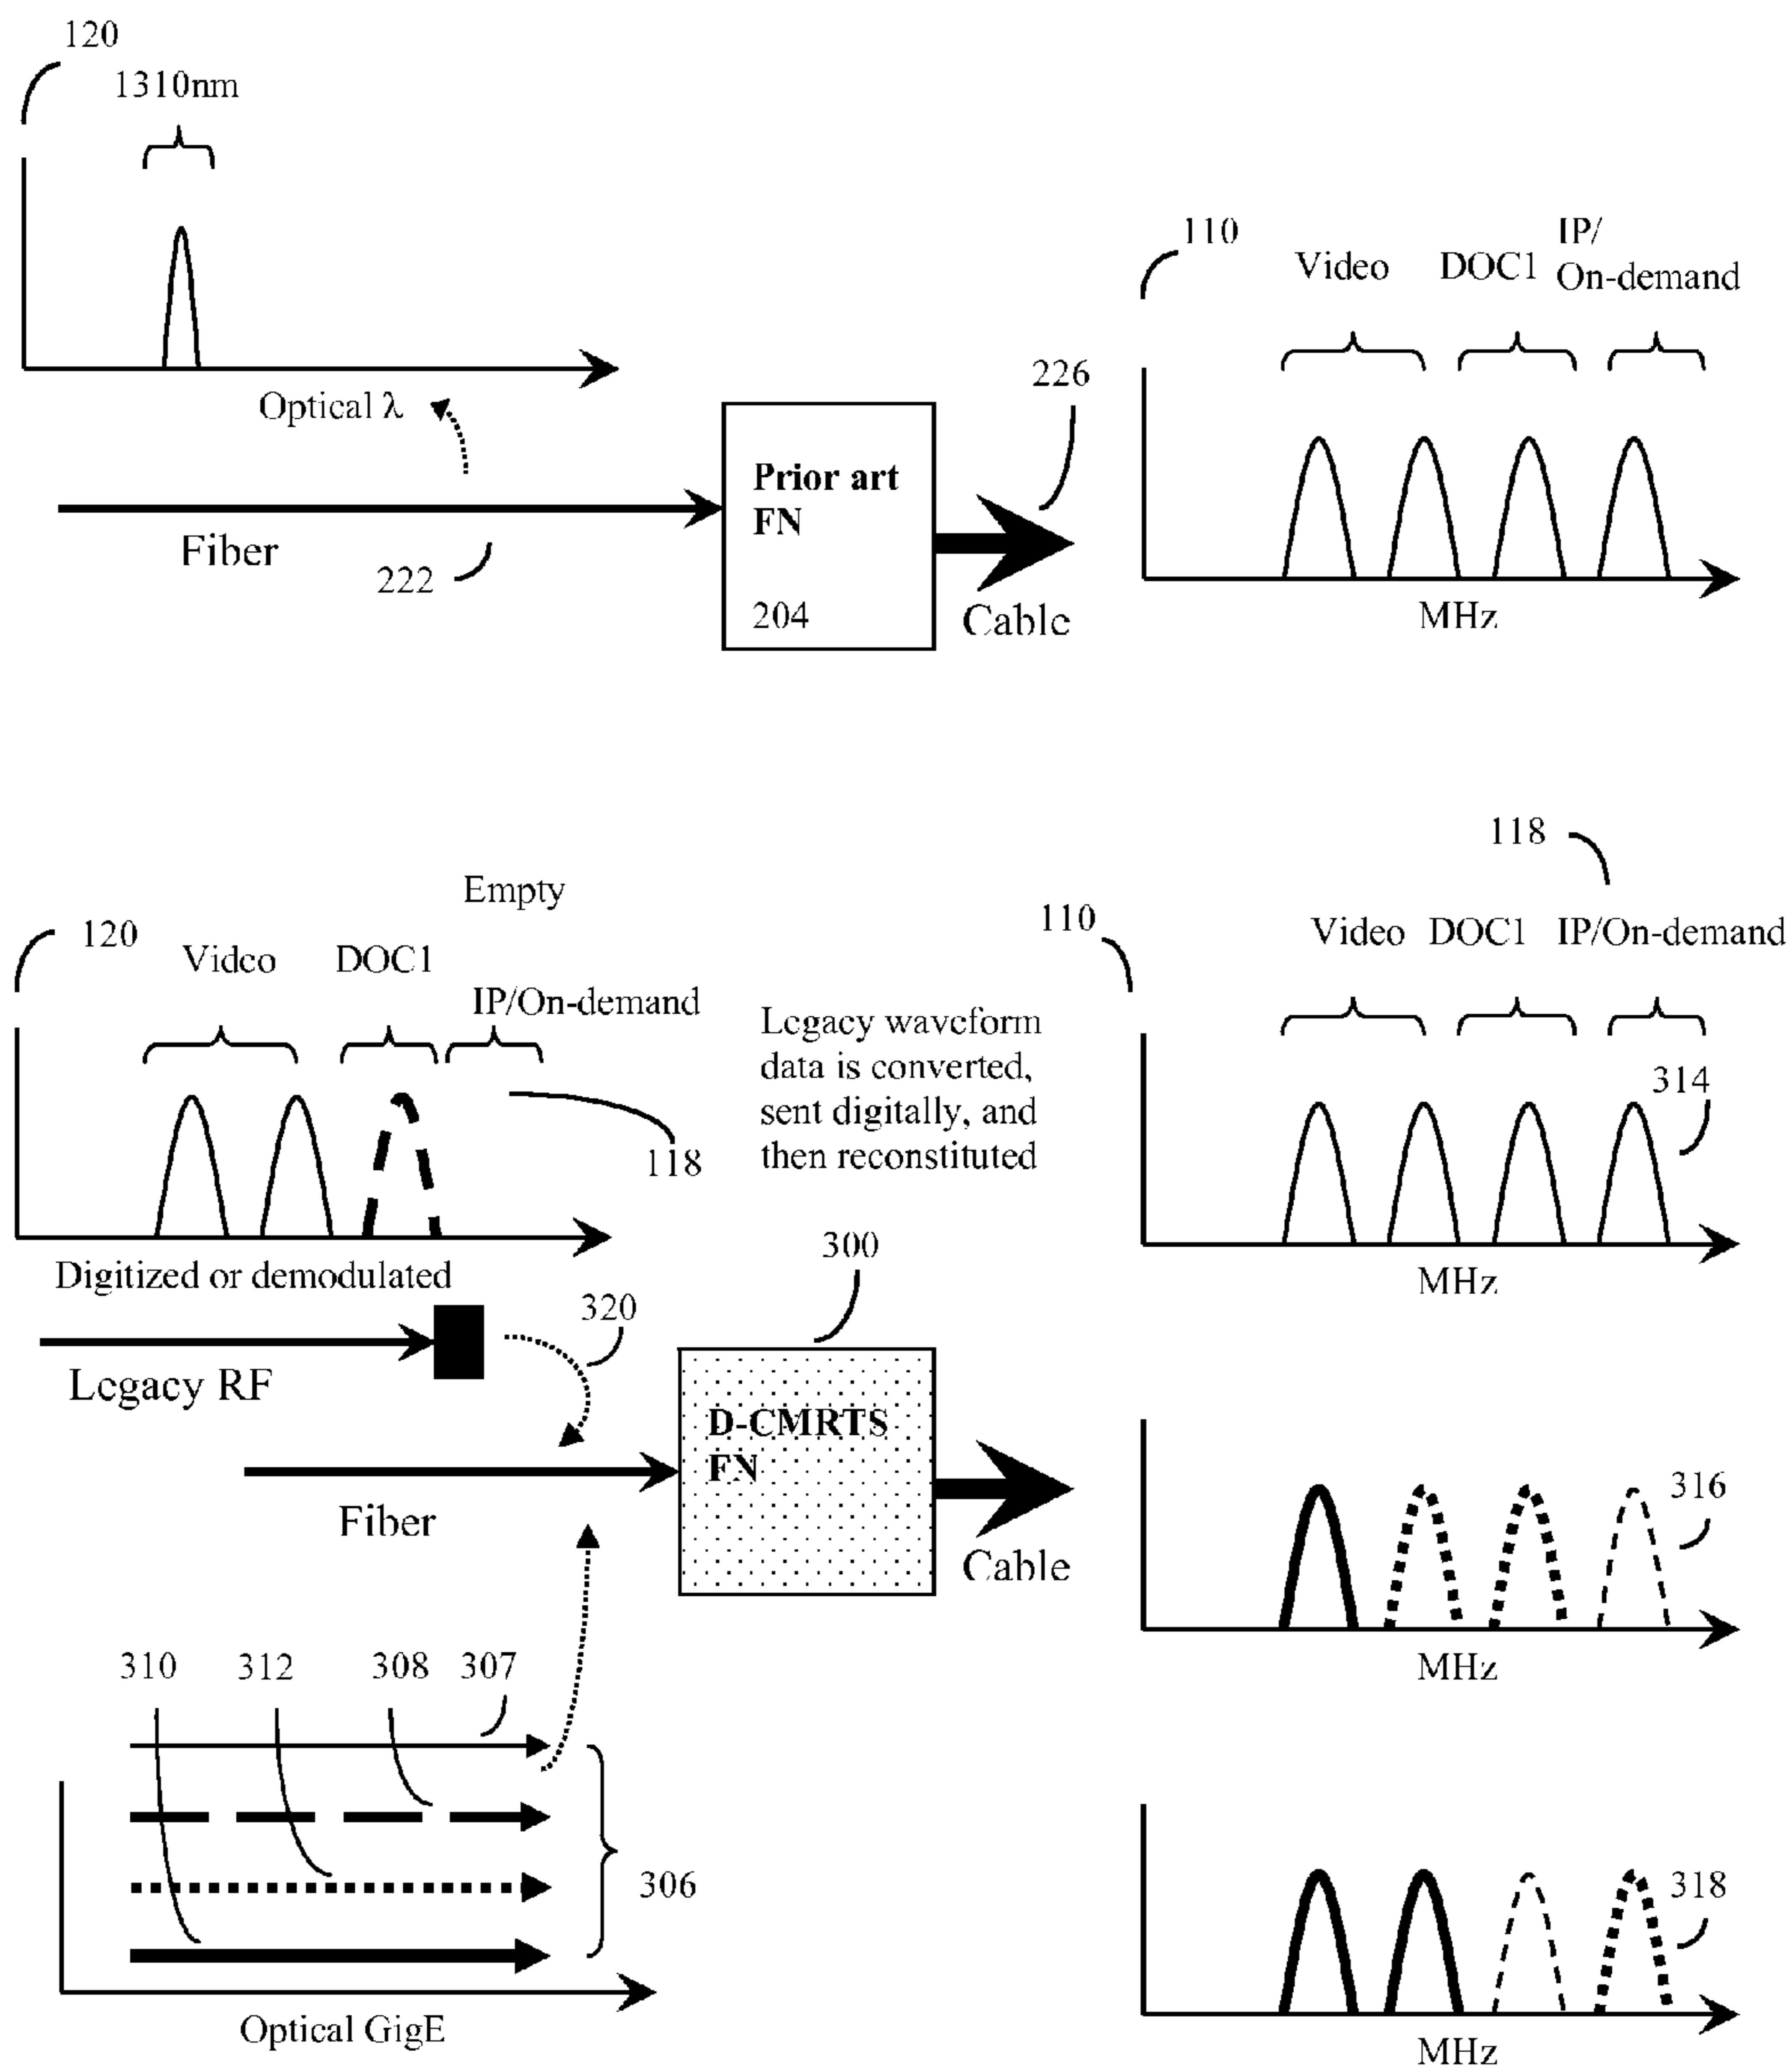 120
1310nm
Optical λ
Fiber
222
Prior art
FN
204
226
Cable
110
Video
DOC1
IP/
On-demand
MHz
120
Video
DOC1
Empty
IP/On-demand
118
Digitized or demodulated
Legacy RF
320
Legacy waveform
data is converted,
sent digitally, and
then reconstituted
300
D-CMRTS
FN
Fiber
Cable
310
312
308
307
306
Optical GigE
118
110
Video
DOC1
IP/On-demand
314
MHz
316
MHz
318
MHz